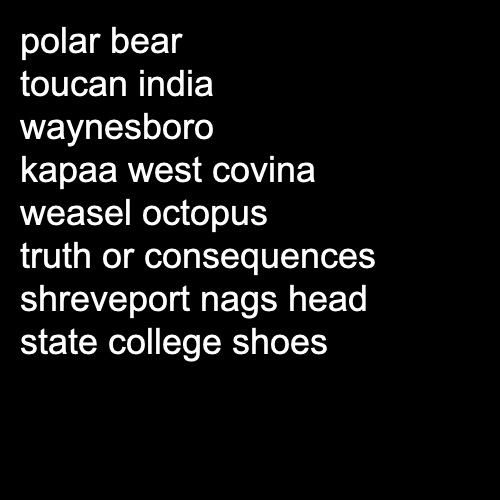 polar bear
toucan india
waynesboro
kapaa west covina
weasel octopus
truth or consequences
shreveport nags head
state college shoes